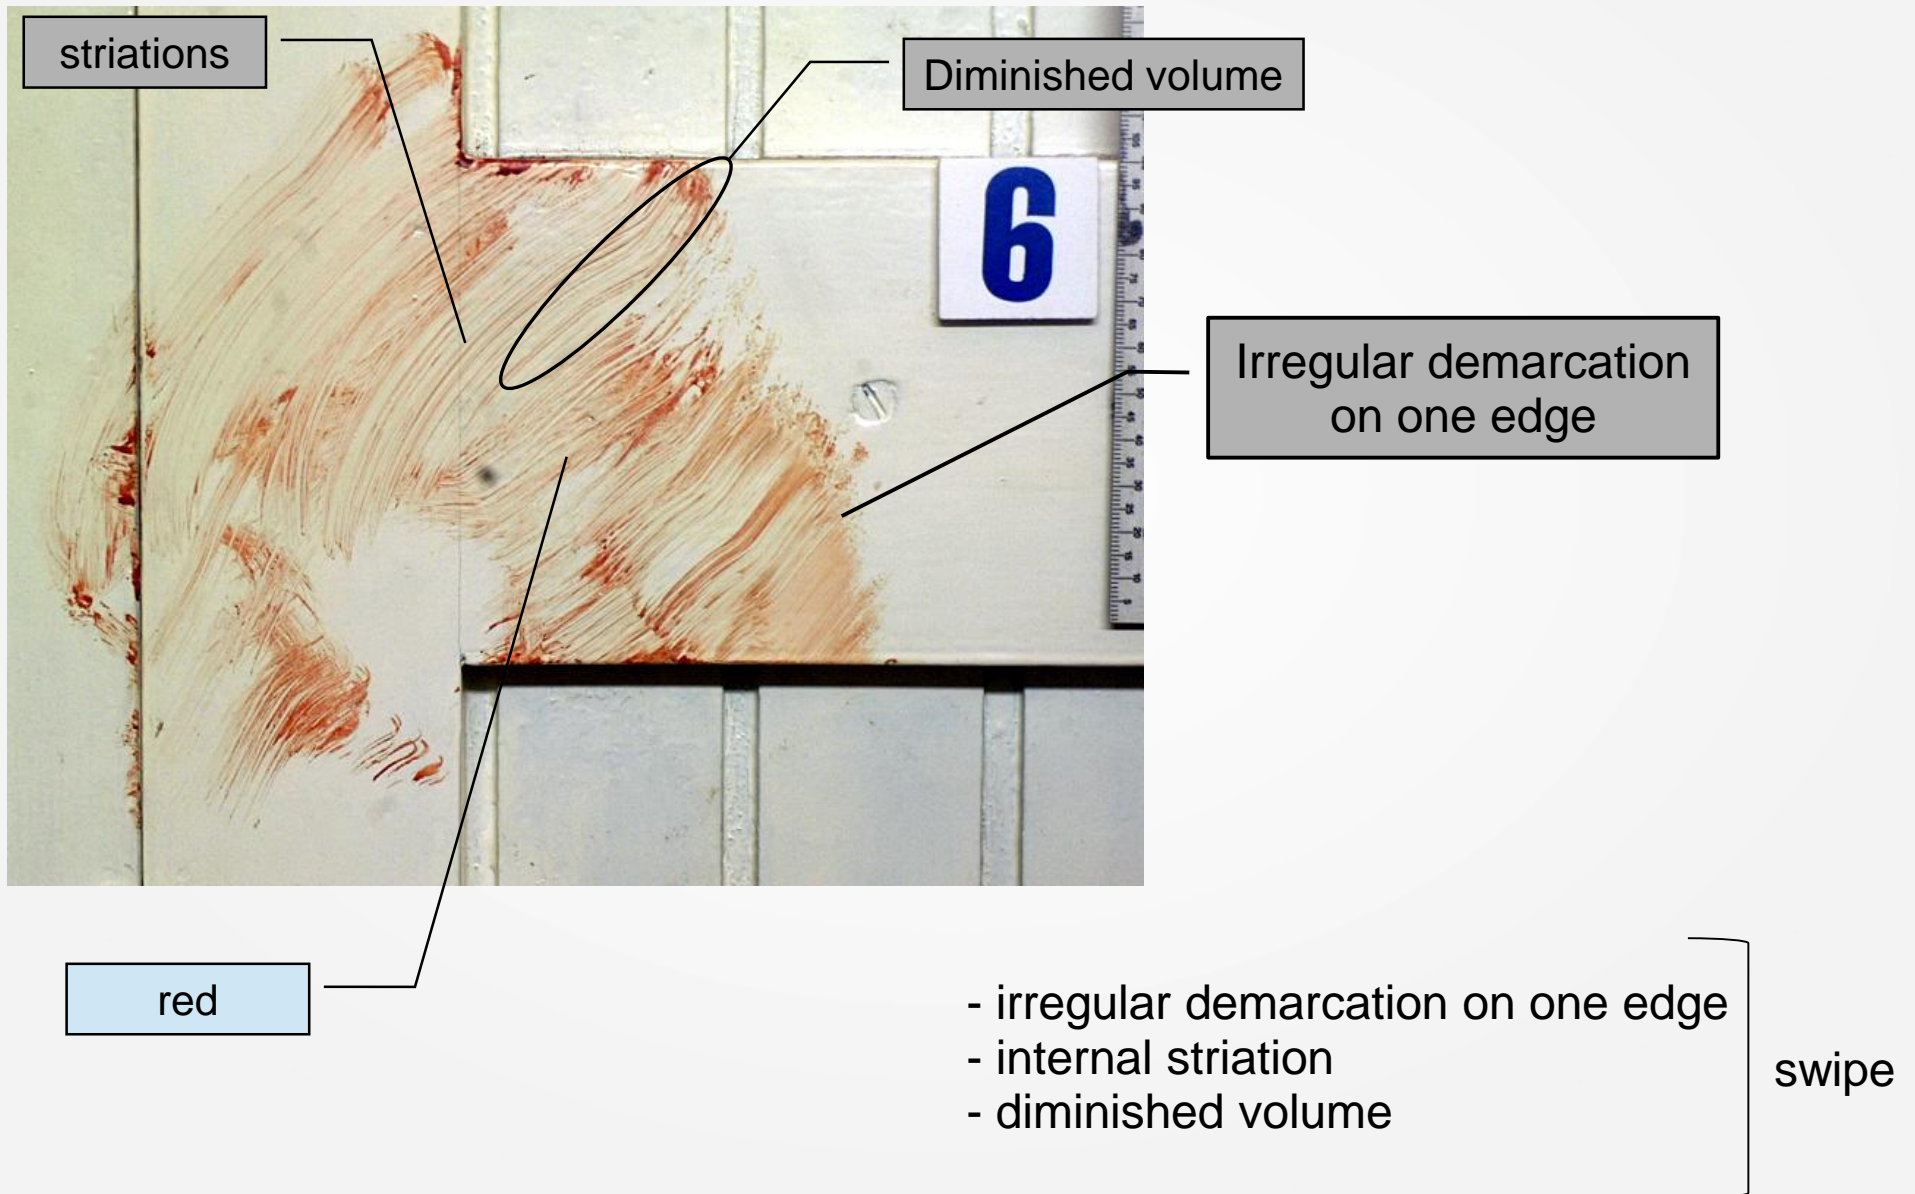 striations
Diminished volume
6
Irregular demarcation
on one edge
red
- irregular demarcation on one edge
- internal striation
- diminished volume
swipe